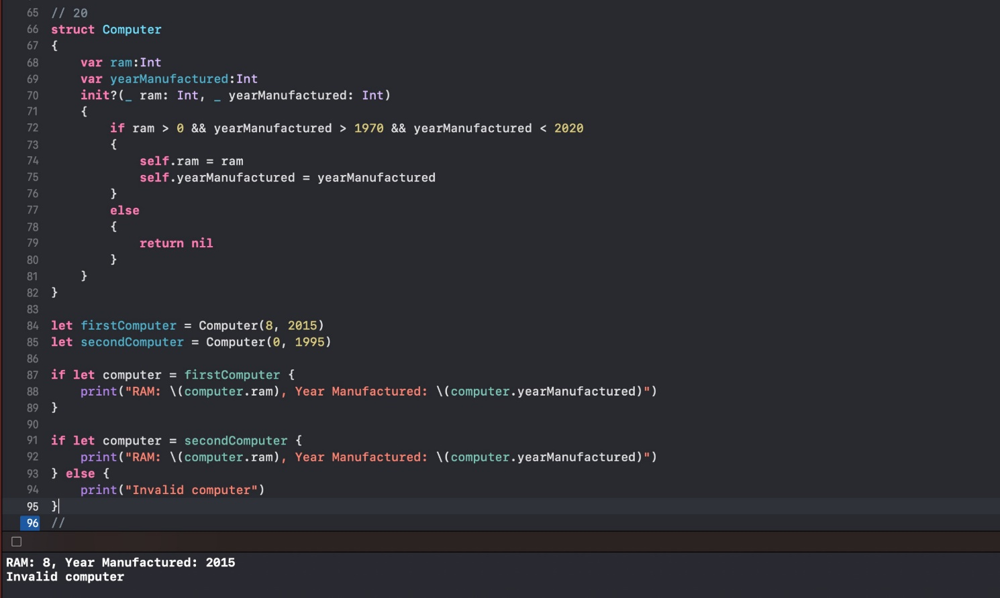 65 // 20
66 struct Computer
67 {
68     var ram:Int
69     var yearManufactured:Int
70     init?(_ ram: Int, _ yearManufactured: Int)
71     {
72         if ram > 0 && yearManufactured > 1970 && yearManufactured < 2020
73         {
74             self.ram = ram
75             self.yearManufactured = yearManufactured
76         }
77         else
78         {
79             return nil
80         }
81     }
82 }
83
84 let firstComputer = Computer(8, 2015)
85 let secondComputer = Computer(0, 1995)
86
87 if let computer = firstComputer {
88     print("RAM: \(computer.ram), Year Manufactured: \(computer.yearManufactured)")
89 }
90
91 if let computer = secondComputer {
92     print("RAM: \(computer.ram), Year Manufactured: \(computer.yearManufactured)")
93 } else {
94     print("Invalid computer")
95 }
96 //
RAM: 8, Year Manufactured: 2015
Invalid computer